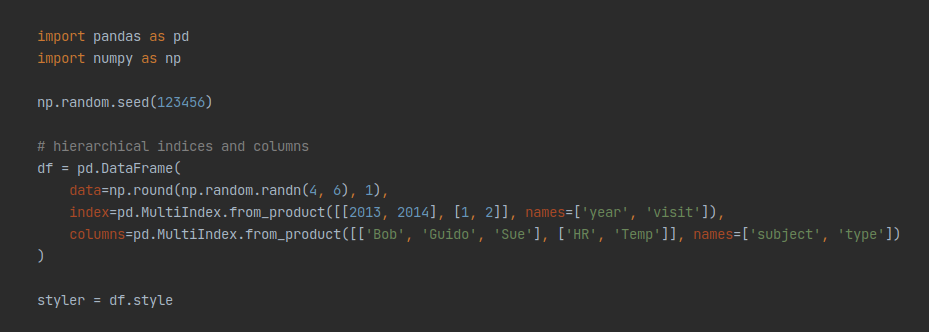 import pandas as pd
import numpy as np
np.random.seed(123456)
# hierarchical indices and columns
df = pd.DataFrame(
    data=np.round(np.random.randn(4, 6), 1),
    index=pd.MultiIndex.from_product([[2013, 2014], [1, 2]], names=['year', 'visit']),
    columns=pd.MultiIndex.from_product([['Bob', 'Guido', 'Sue'], ['HR', 'Temp']], names=['subject', 'type'])
)
styler = df.style